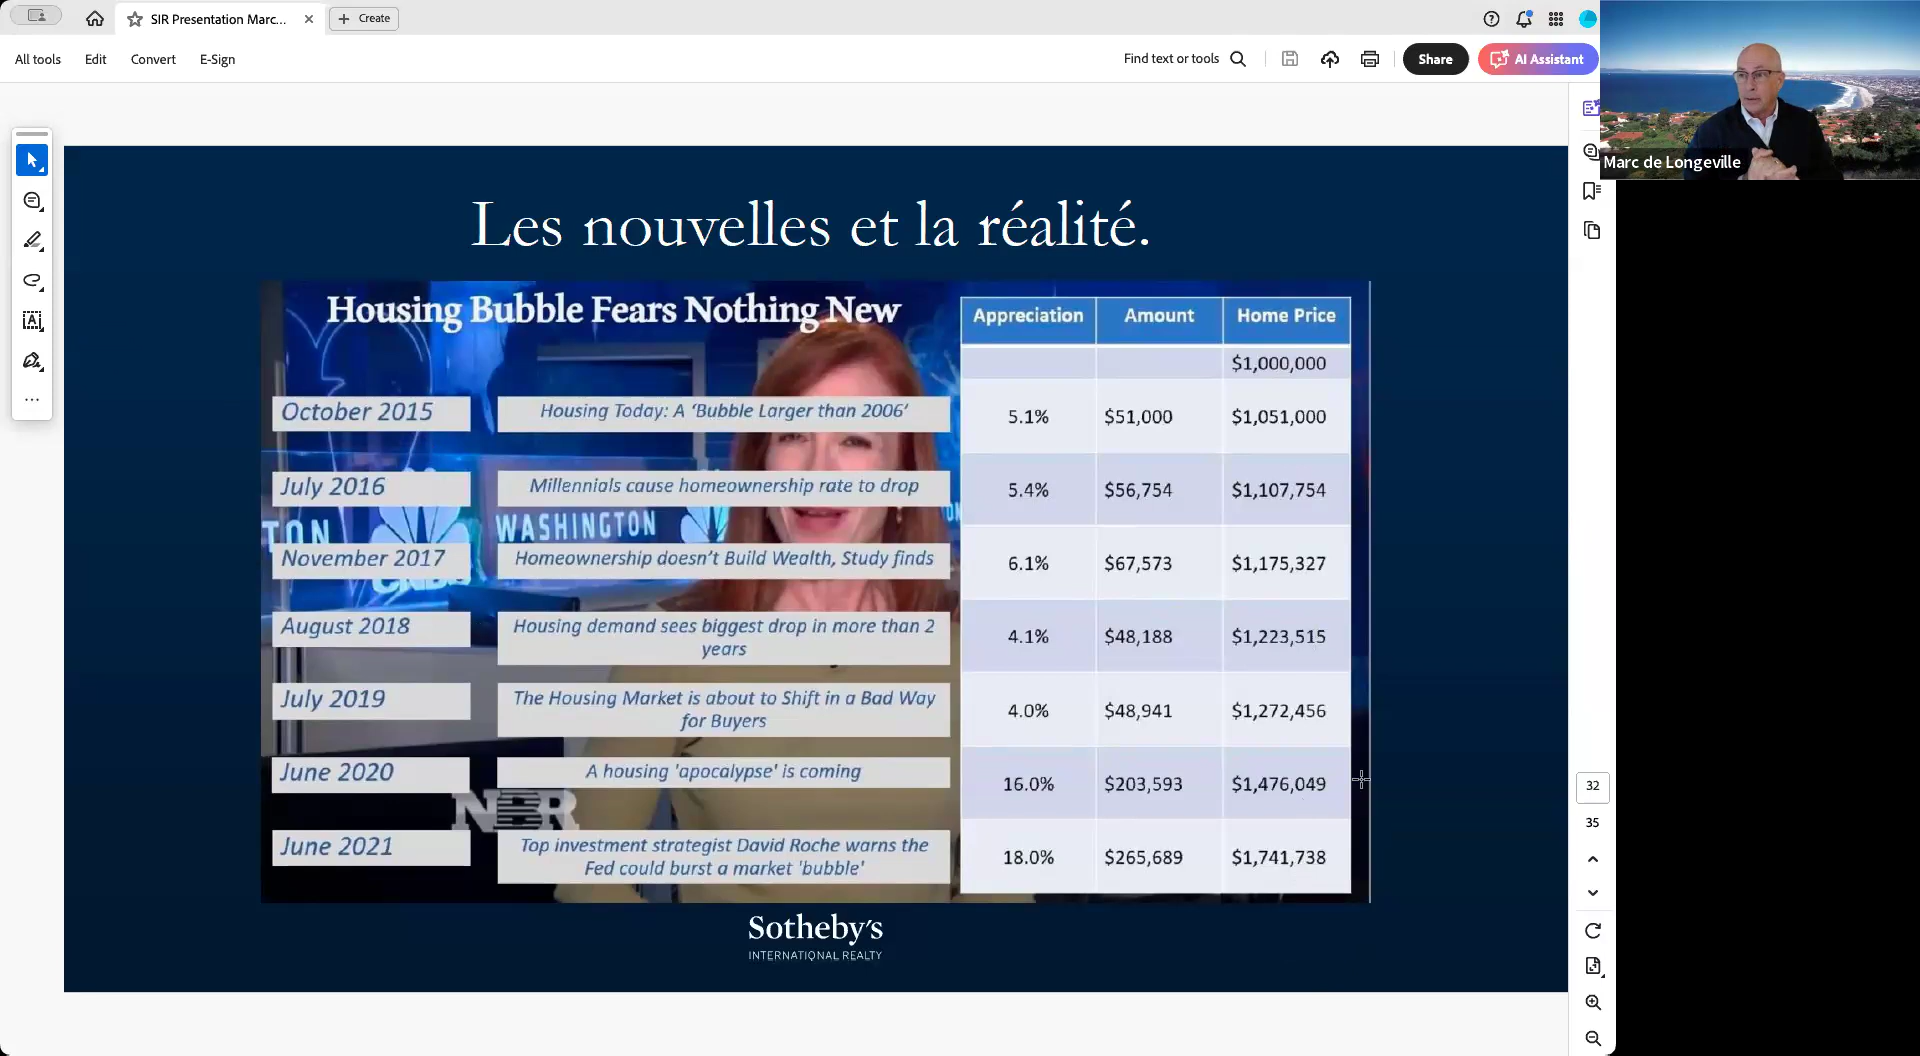 SIR Presentation Marc...
Create
All tools
Edit
Convert
E-Sign
Find text or tools
Share
AI Assistant
Marc de Longeville
Les nouvelles et la réalité.
Housing Bubble Fears Nothing New
Appreciation Amount Home Price
$1,000,000
October 2015 Housing Today: A ‘Bubble Larger than 2006’ 5.1% $51,000 $1,051,000
July 2016 Millennials cause homeownership rate to drop 5.4% $56,754 $1,107,754
TON WASHINGTON
November 2017 Homeownership doesn’t Build Wealth, Study finds 6.1% $67,573 $1,175,327
CNBC
August 2018 Housing demand sees biggest drop in more than 2
years 4.1% $48,188 $1,223,515
July 2019 The Housing Market is about to Shift in a Bad Way
for Buyers 4.0% $48,941 $1,272,456
June 2020 A housing 'apocalypse' is coming 16.0% $203,593 $1,476,049
NBR
June 2021 Top investment strategist David Roche warns the
Fed could burst a market 'bubble' 18.0% $265,689 $1,741,738
Sotheby's
INTERNATIONAL REALTY
32
35